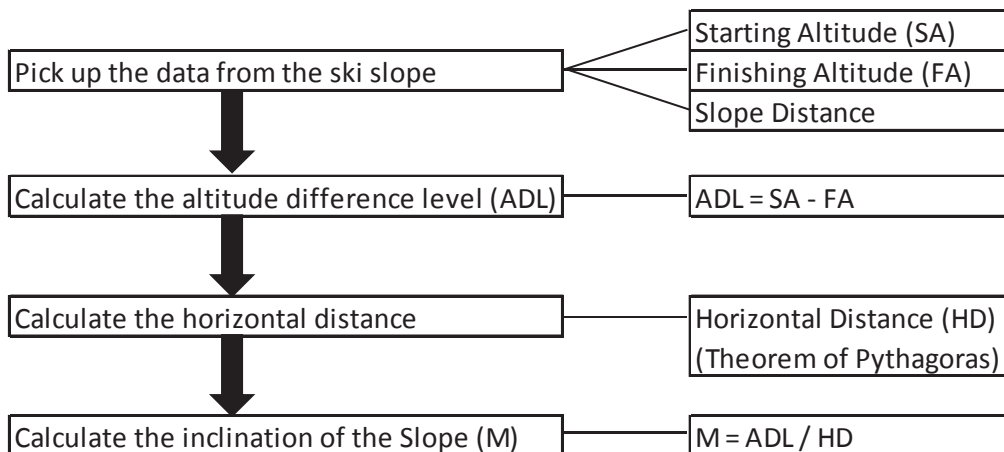 Starting Altitude (SA)
Pick up the data from the ski slope
Finishing Altitude (FA)
Slope Distance
Calculate the altitude difference level (ADL)
ADL = SA - FA
Calculate the horizontal distance
Horizontal Distance (HD)
(Theorem of Pythagoras)
Calculate the inclination of the Slope (M)
M = ADL / HD